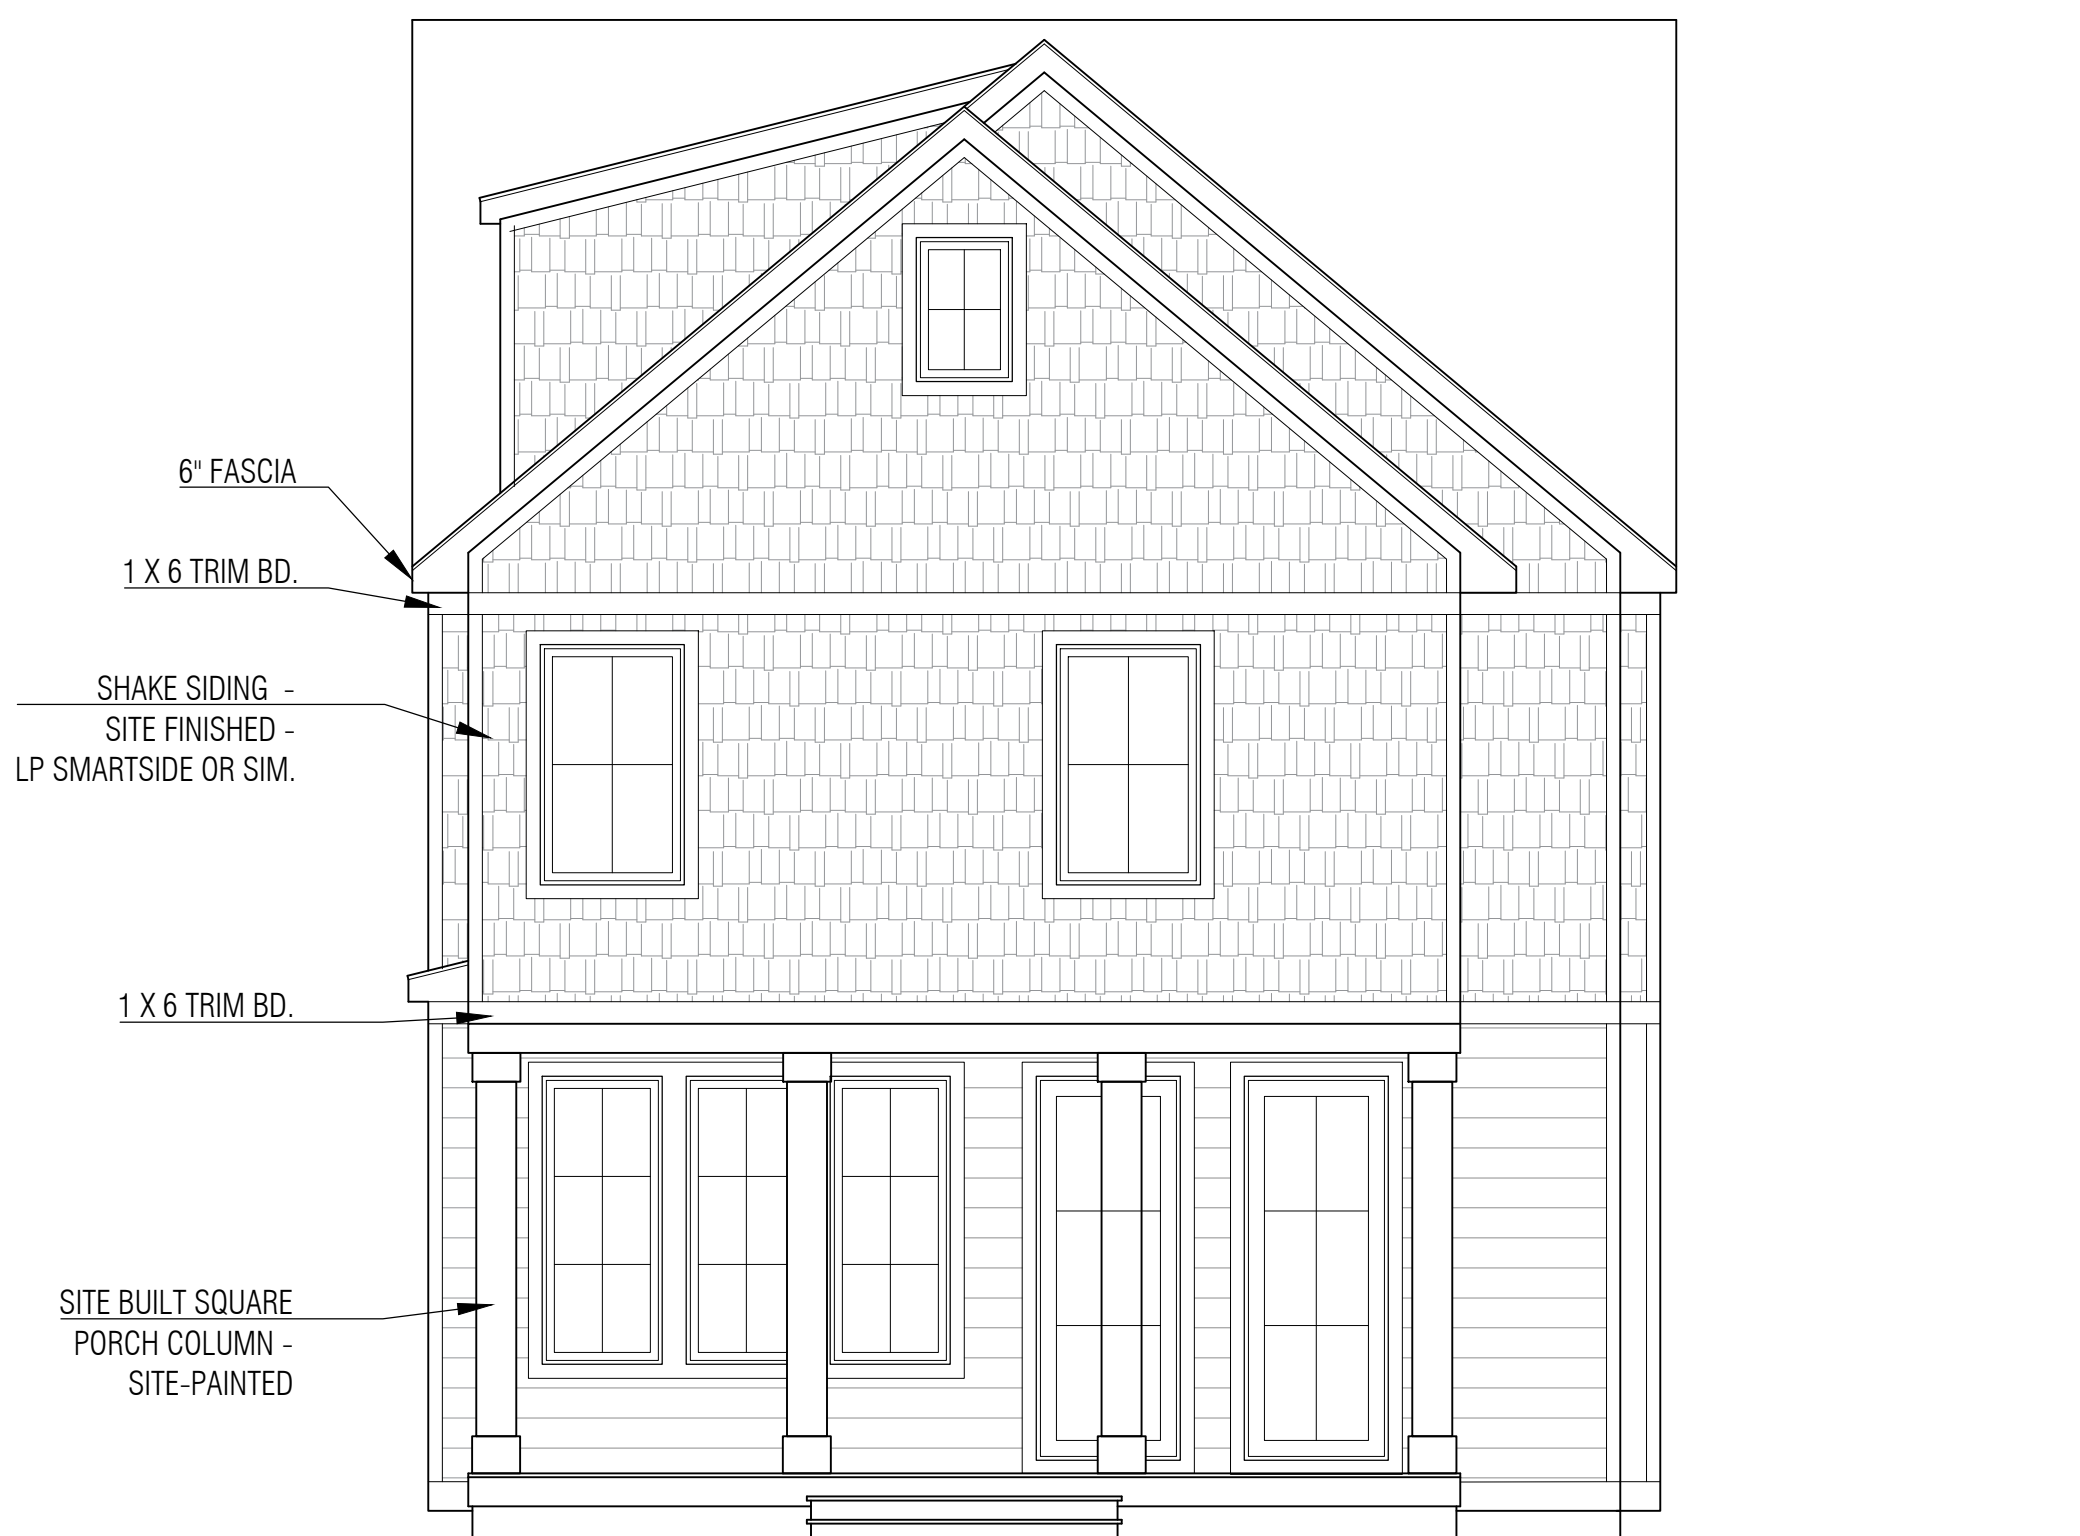 6" FASCIA
1 X 6 TRIM BD.
SHAKE SIDING -
SITE FINISHED -
LP SMARTSIDE OR SIM.
1 X 6 TRIM BD.
SITE BUILT SQUARE
PORCH COLUMN -
SITE-PAINTED